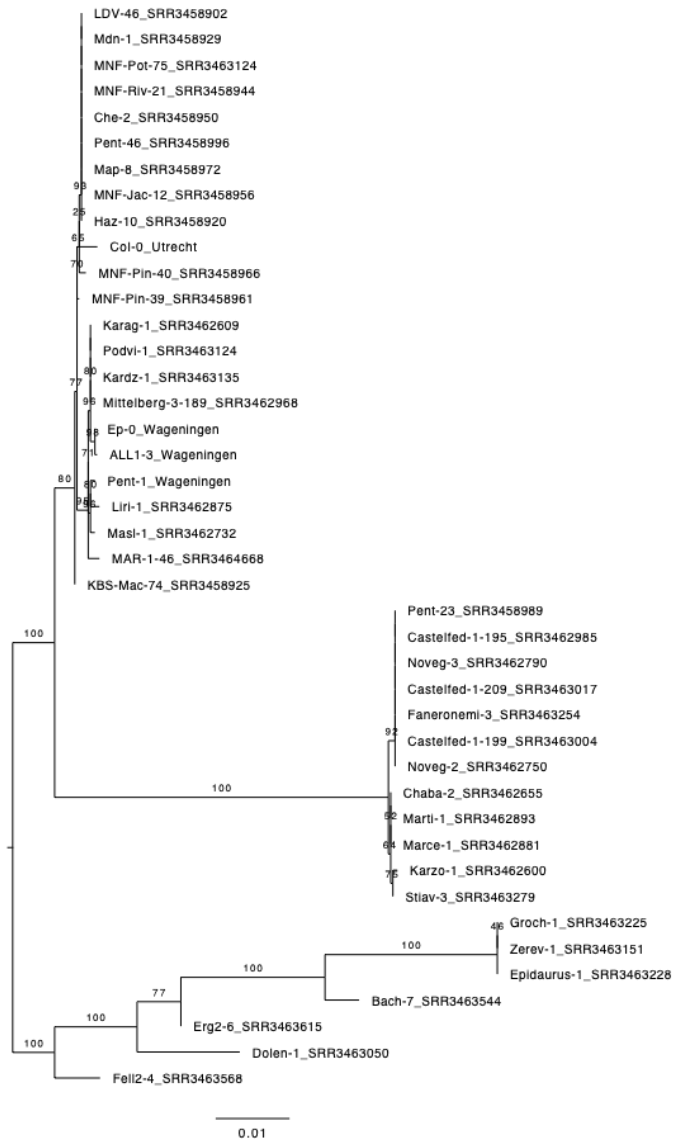 LDV-46_SRR3458902
Mdn-1_SRR3458929
MNF-Pot-75_SRR3463124
MNF-Riv-21_SRR3458944
Che-2_SRR3458950
Pent-46_SRR3458996
Map-8_SRR3458972
93
MNF-Jac-12_SRR3458956
25
Haz-10_SRR3458920
65
Col-0_Utrecht
70
MNF-Pin-40_SRR3458966
MNF-Pin-39_SRR3458961
Karag-1_SRR3462609
Podvi-1_SRR3463124
80
Kardz-1_SRR3463135
77
96
Mittelberg-3-189_SRR3462968
98
Ep-0_Wageningen
71
ALL1-3_Wageningen
80
80
Pent-1_Wageningen
96
Liri-1_SRR3462875
Masl-1_SRR3462732
MAR-1-46_SRR3464668
KBS-Mac-74_SRR3458925
Pent-23_SRR3458989
100
Castelfed-1-195_SRR3462985
Noveg-3_SRR3462790
Castelfed-1-209_SRR3463017
Faneronemi-3_SRR3463254
92
Castelfed-1-199_SRR3463004
Noveg-2_SRR3462750
100
Chaba-2_SRR3462655
52
Marti-1_SRR3462893
64
Marce-1_SRR3462881
75
Karzo-1_SRR3462600
Stiav-3_SRR3463279
46
Groch-1_SRR3463225
100
Zerev-1_SRR3463151
100
Epidaurus-1_SRR3463228
77
Bach-7_SRR3463544
100
Erg2-6_SRR3463615
100
Dolen-1_SRR3463050
Fell2-4_SRR3463568
0.01